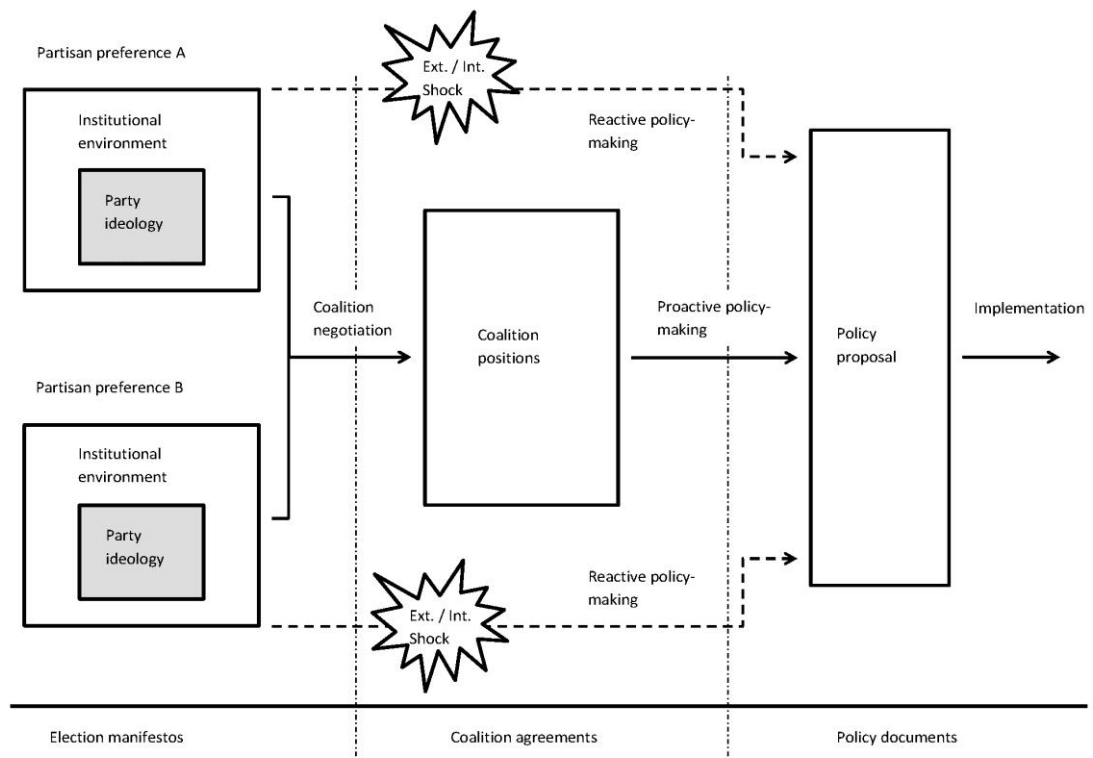 Partisan preference A
Institutional
environment
Party
ideology
Ext. / Int.
Shock
Reactive policy-
making
Coalition
negotiation
Coalition
positions
Proactive policy-
making
Policy
proposal
Implementation
Partisan preference B
Institutional
environment
Party
ideology
Ext. / Int.
Shock
Reactive policy-
making
Election manifestos
Coalition agreements
Policy documents